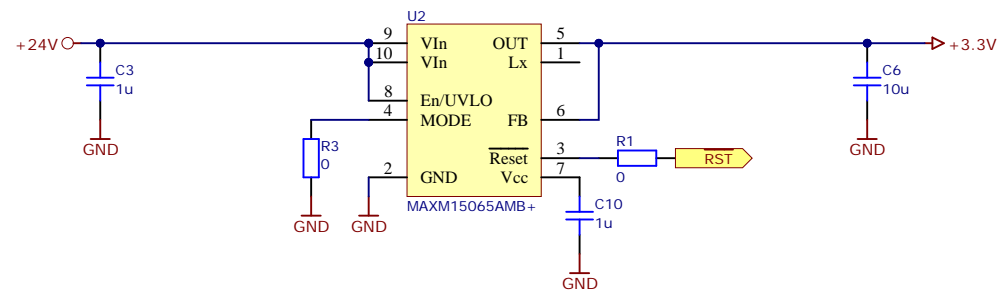 U2
+24V
9
VIn
OUT
5
+3.3V
10
VIn
Lx
1
C3
1u
C6
10u
8
En/UVLO
4
MODE
FB
6
R3
0
R1
0
Reset
3
RST
2
GND
Vcc
7
GND
GND
MAXM15065AMB+
C10
1u
GND
GND
GND